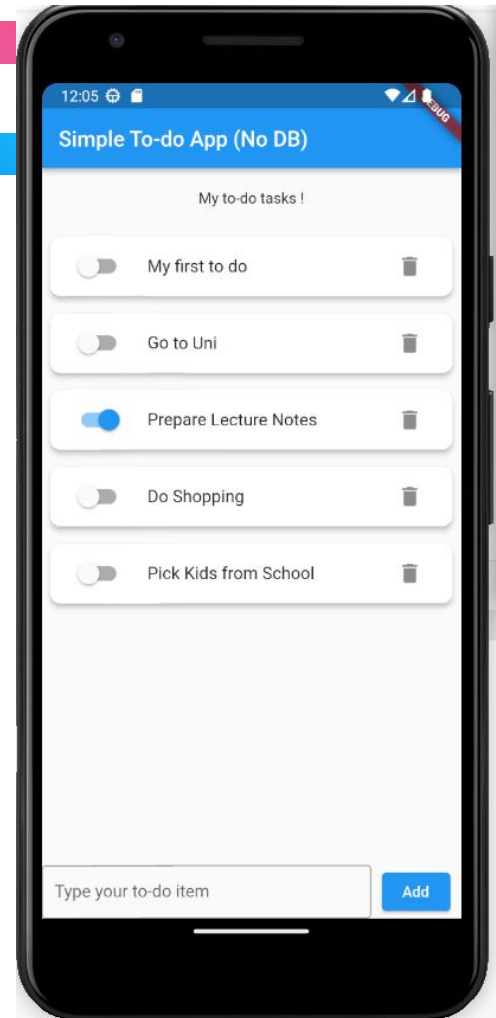 12:05
DEBUG
Simple To-do App (No DB)
My to-do tasks !
My first to do
Go to Uni
Prepare Lecture Notes
Do Shopping
Pick Kids from School
Type your to-do item
Add